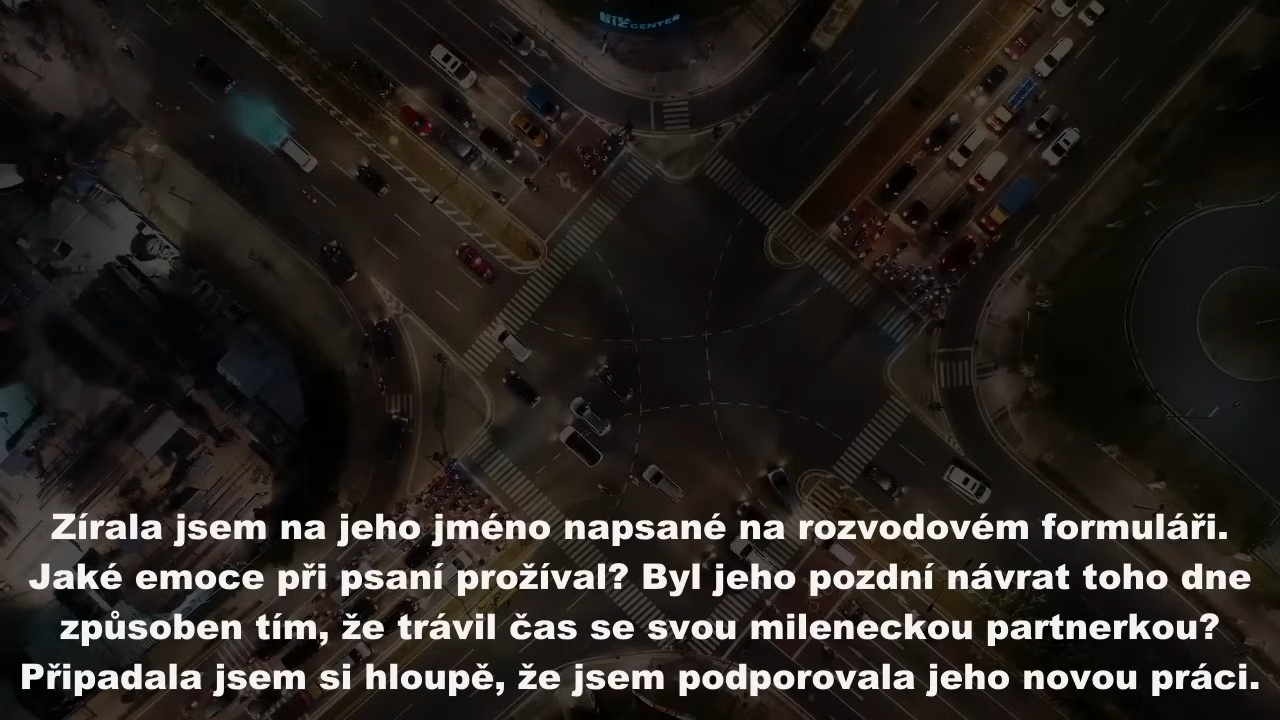 CENTER
Zírala jsem na jeho jméno napsané na rozvodovém formuláři.
Jaké emoce při psaní prožíval? Byl jeho pozdní návrat toho dne
způsoben tím, že trávil čas se svou mileneckou partnerkou?
Připadala jsem si hloupě, že jsem podporovala jeho novou práci.